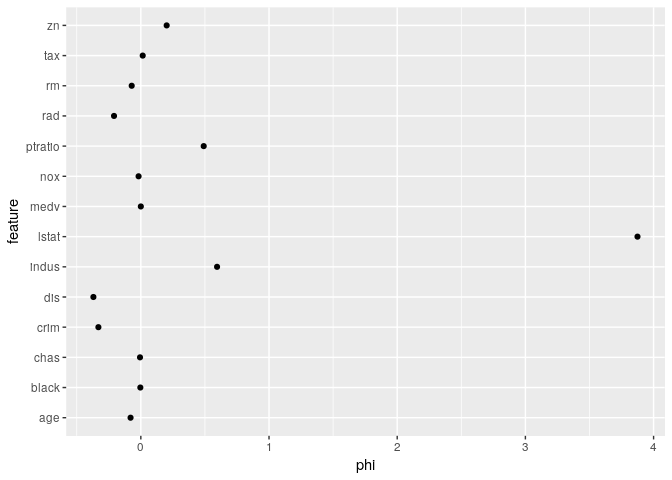 zn
tax
rm
rad
ptratio
nox
medv
lstat
indus
dis
crim
chas
black
age
feature
0 1 2 3 4
phi